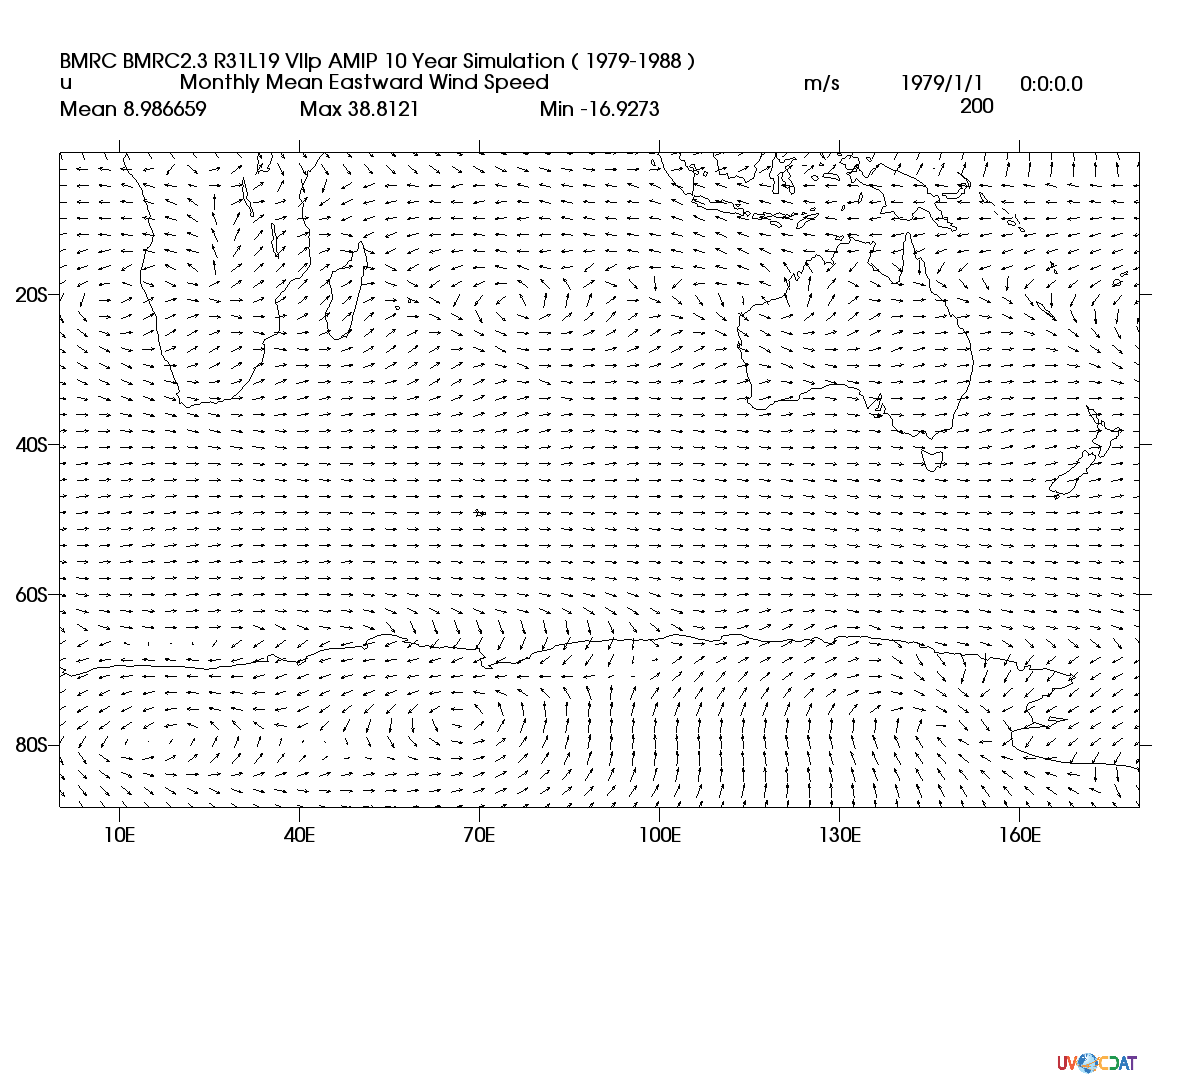 BMRC BMRC2.3 R31L19 VIIp AMIP 10 Year Simulation ( 1979-1988 )
u Monthly Mean Eastward Wind Speed m/s 1979/1/1 0:0:0.0
Mean 8.986659 Max 38.8121 Min -16.9273 200
20S
40S
60S
80S
10E 40E 70E 100E 130E 160E
UV CDAT